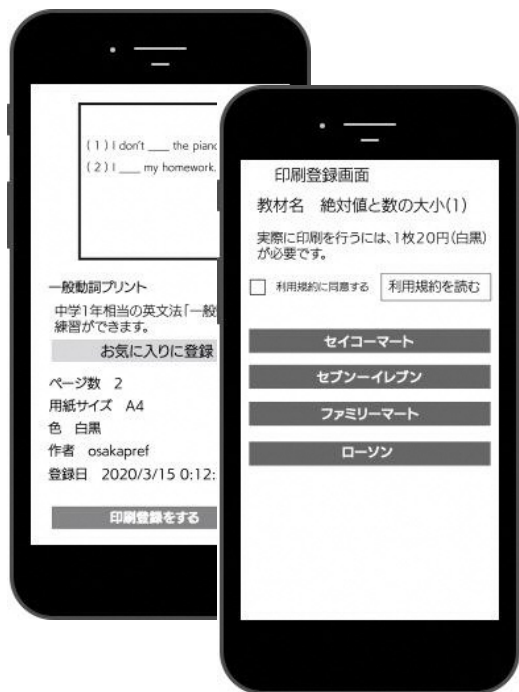 (1) I don't ___ the piano
(2) I ___ my homework.
一般動詞プリント
中学1年相当の英文法「一般
練習ができます。
お気に入りに登録
ページ数 2
用紙サイズ A4
色 白黒
作者 osakapref
登録日 2020/3/15 0:12:
印刷登録をする
印刷登録画面
教材名 絶対値と数の大小(1)
実際に印刷を行うには、1枚20円(白黒)
が必要です。
利用規約に同意する 利用規約を読む
セイコーマート
セブン−イレブン
ファミリーマート
ローソン